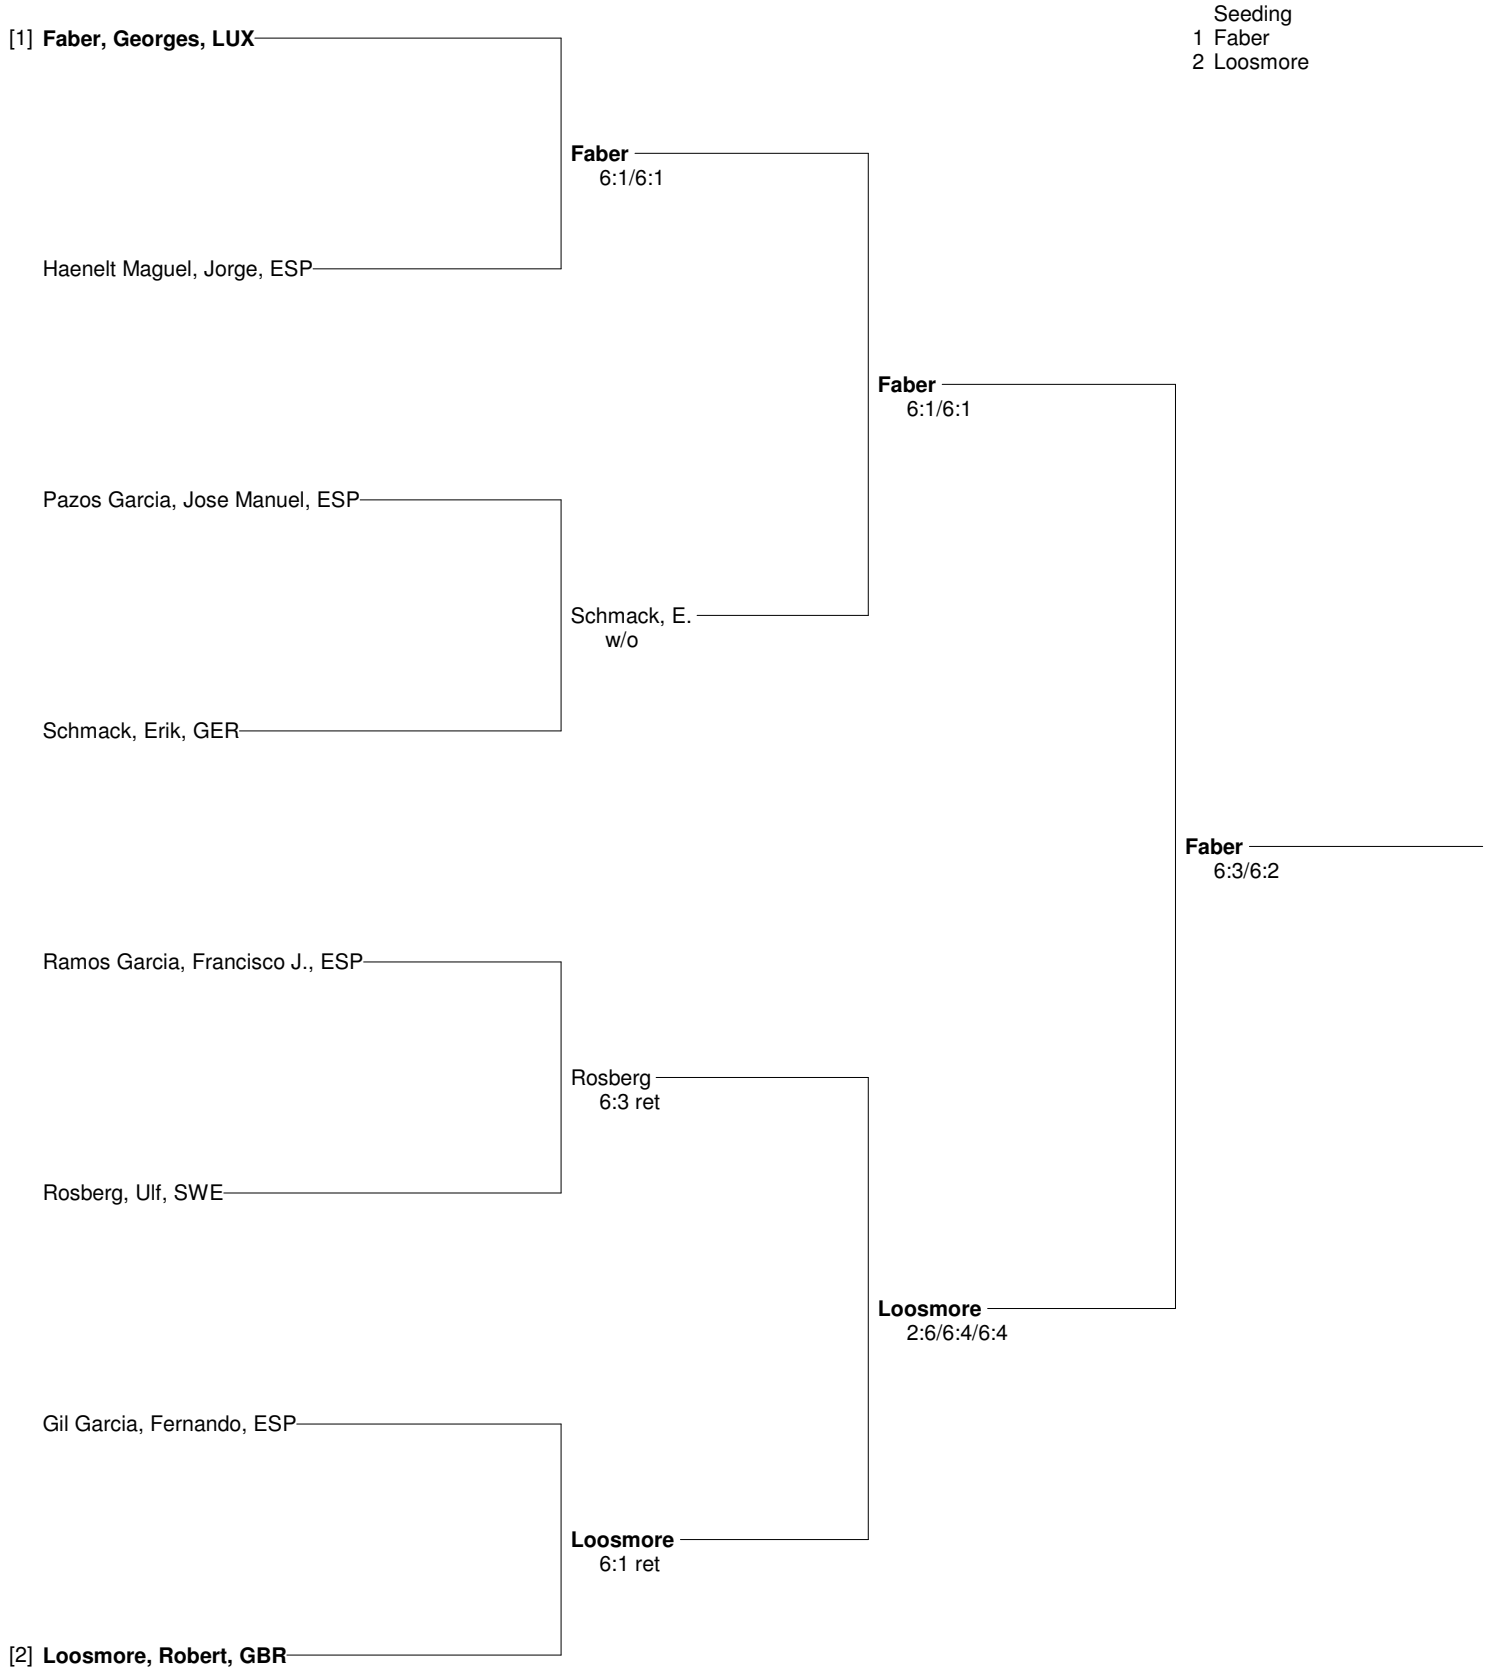 Seeding
1 Faber
2 Loosmore
[1] Faber, Georges, LUX
Faber
6:1/6:1
Haenelt Maguel, Jorge, ESP
Faber
6:1/6:1
Pazos Garcia, Jose Manuel, ESP
Schmack, E.
w/o
Schmack, Erik, GER
Faber
6:3/6:2
Ramos Garcia, Francisco J., ESP
Rosberg
6:3 ret
Rosberg, Ulf, SWE
Loosmore
2:6/6:4/6:4
Gil Garcia, Fernando, ESP
Loosmore
6:1 ret
[2] Loosmore, Robert, GBR